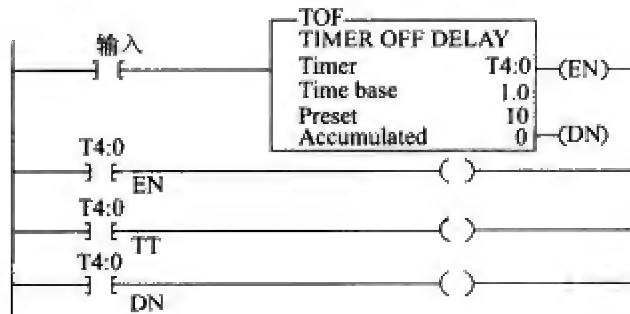 TOF
输入
TIMER OFF DELAY
Timer T4:0 (EN)
Time base 1.0
Preset 10
Accumulated 0 (DN)
T4:0
EN
T4:0
TT
T4:0
DN